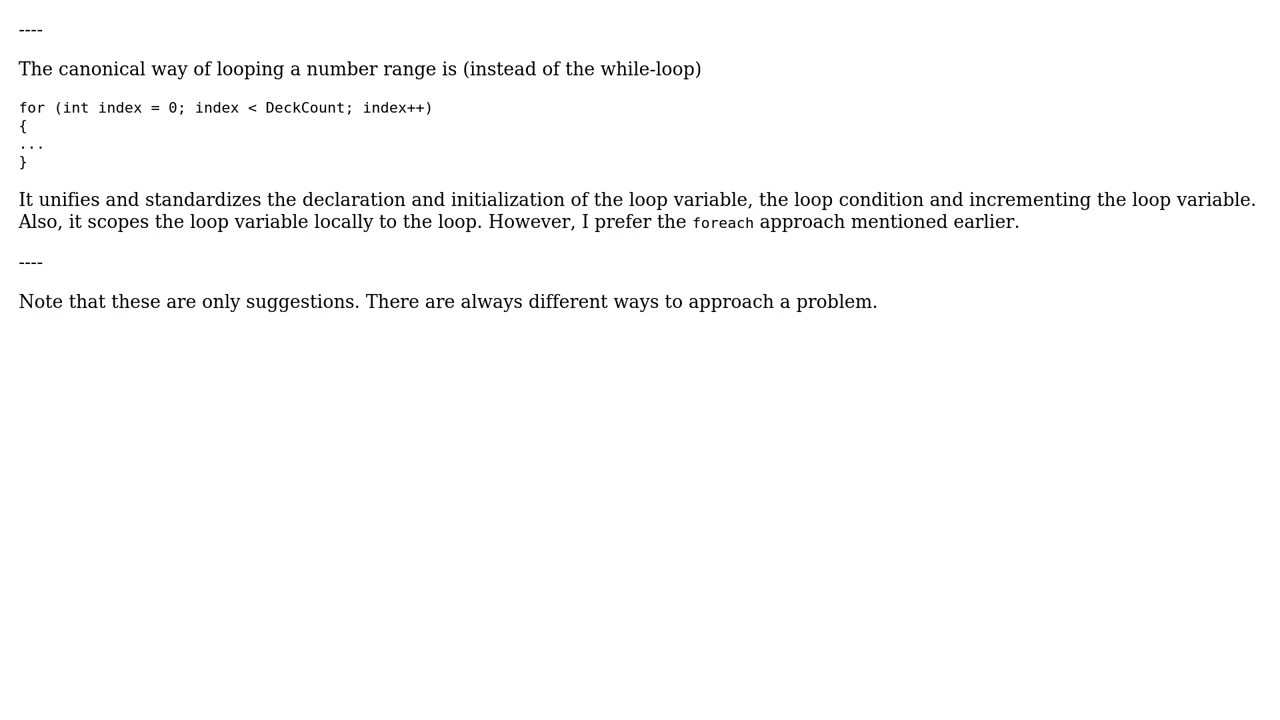 ----
The canonical way of looping a number range is (instead of the while-loop)
for (int index = 0; index < DeckCount; index++)
{
...
}
It unifies and standardizes the declaration and initialization of the loop variable, the loop condition and incrementing the loop variable.
Also, it scopes the loop variable locally to the loop. However, I prefer the foreach approach mentioned earlier.
----
Note that these are only suggestions. There are always different ways to approach a problem.